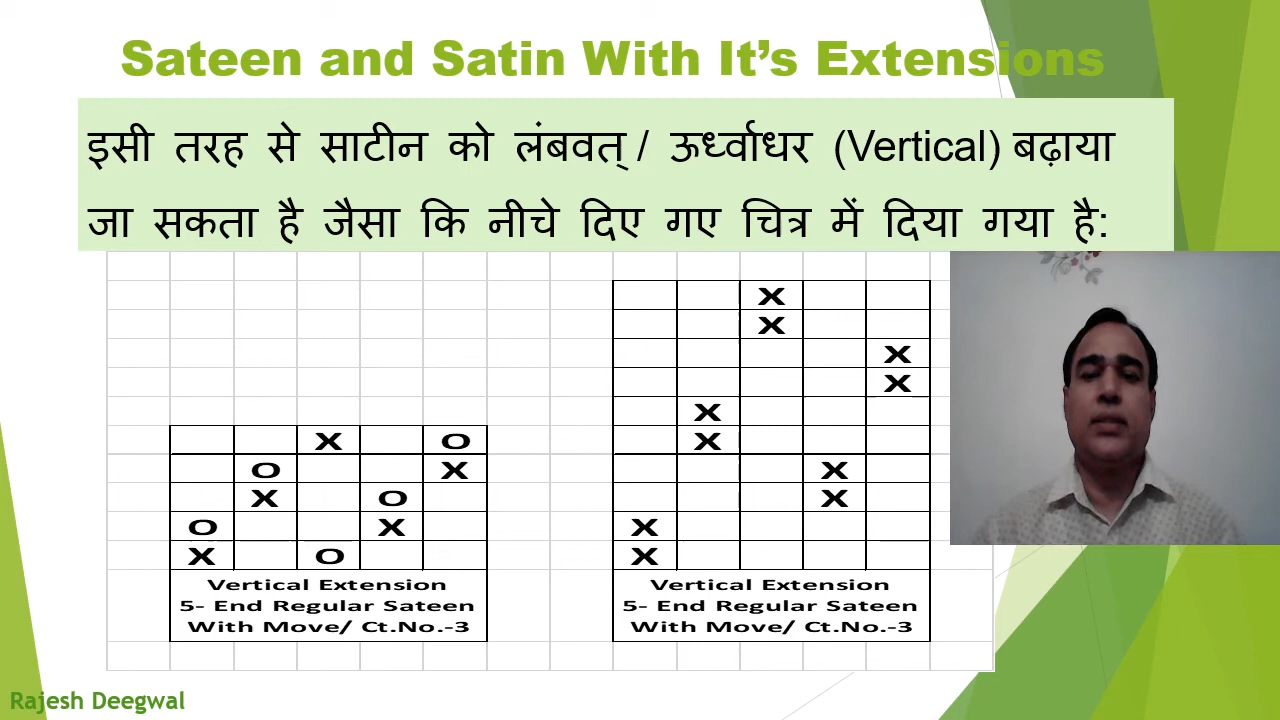 Sateen and Satin With It's Extensions
इसी तरह से साटीन को लंबवत् / ऊर्ध्वाधर (Vertical) बढ़ाया
जा सकता है जैसा कि नीचे दिए गए चित्र में दिया गया है:
X O
O X
X O
O X
X O
Vertical Extension
5- End Regular Sateen
With Move/ Ct.No.-3
X
X
X
X
X
X
X
X
X
X
Vertical Extension
5- End Regular Sateen
With Move/ Ct.No.-3
Rajesh Deegwal